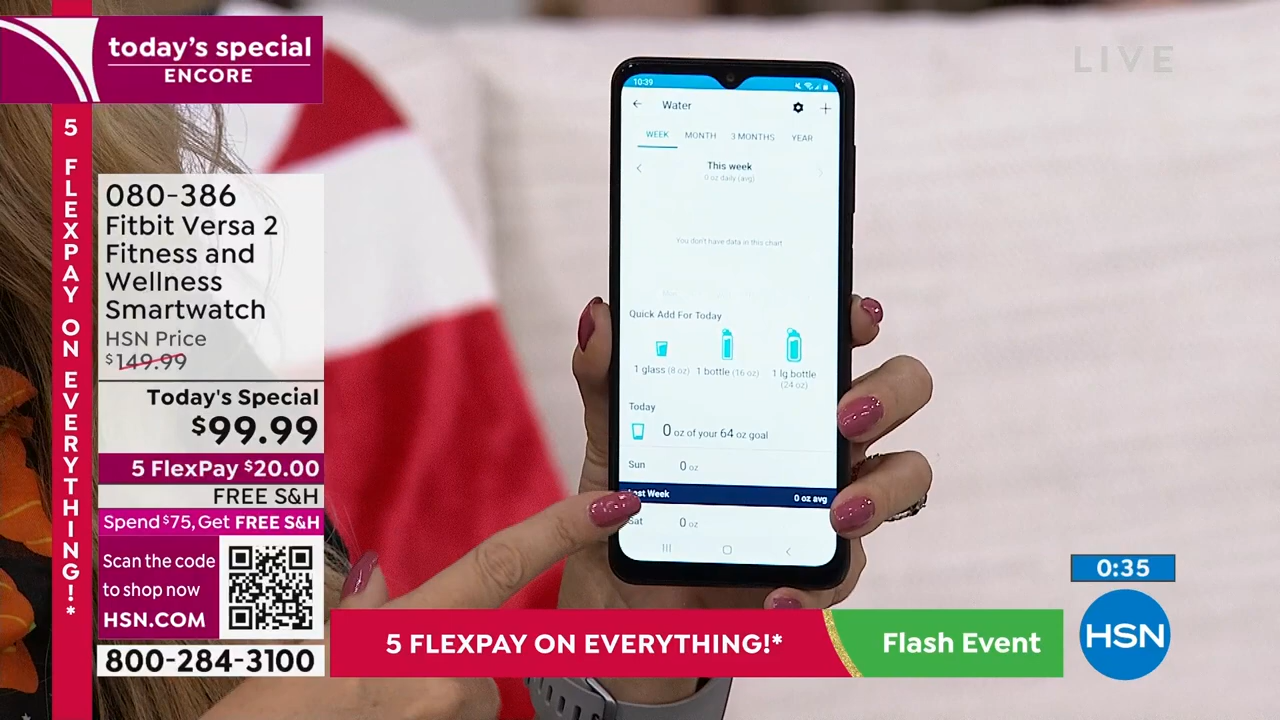 today's special
ENCORE
5 FLEXPAY ON EVERYTHING!*
080-386
Fitbit Versa 2
Fitness and
Wellness
Smartwatch
HSN Price
$149.99
Today's Special
$99.99
5 FlexPay $20.00
FREE S&H
Spend $75, Get FREE S&H
Scan the code
to shop now
HSN.COM
800-284-3100
LIVE
10:39
Water
WEEK MONTH 3 MONTHS YEAR
This week
0 oz daily (avg)
You don't have data in this chart
Quick Add For Today
1 glass (8 oz) 1 bottle (16 oz) 1 lg bottle
(24 oz)
Today
0 oz of your 64 oz goal
Sun 0 oz
Last Week 0 oz avg
Sat 0 oz
5 FLEXPAY ON EVERYTHING!*
Flash Event
0:35
HSN